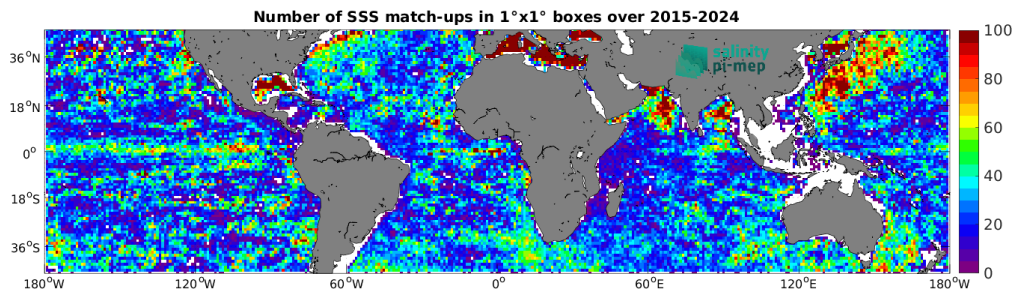 Number of SSS match-ups in 1°x1° boxes over 2015-2024
36°N
18°N
0°
18°S
36°S
180°W
120°W
60°W
0°
60°E
120°E
180°W
salinity
pi-mep
100
80
60
40
20
0